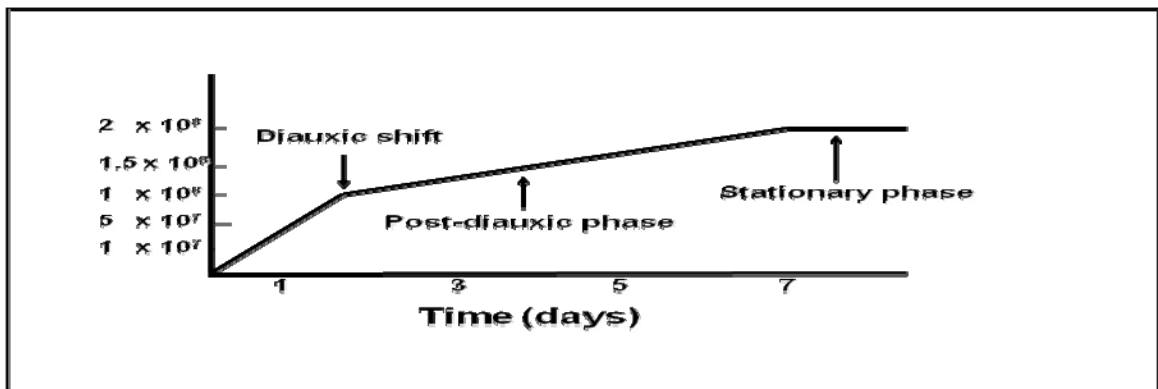 2 x 10⁸
Diauxic shift
1.5 x 10⁸
1 x 10⁸
Stationary phase
5 x 10⁷
Post-diauxic phase
1 x 10⁷
1 3 5 7
Time (days)